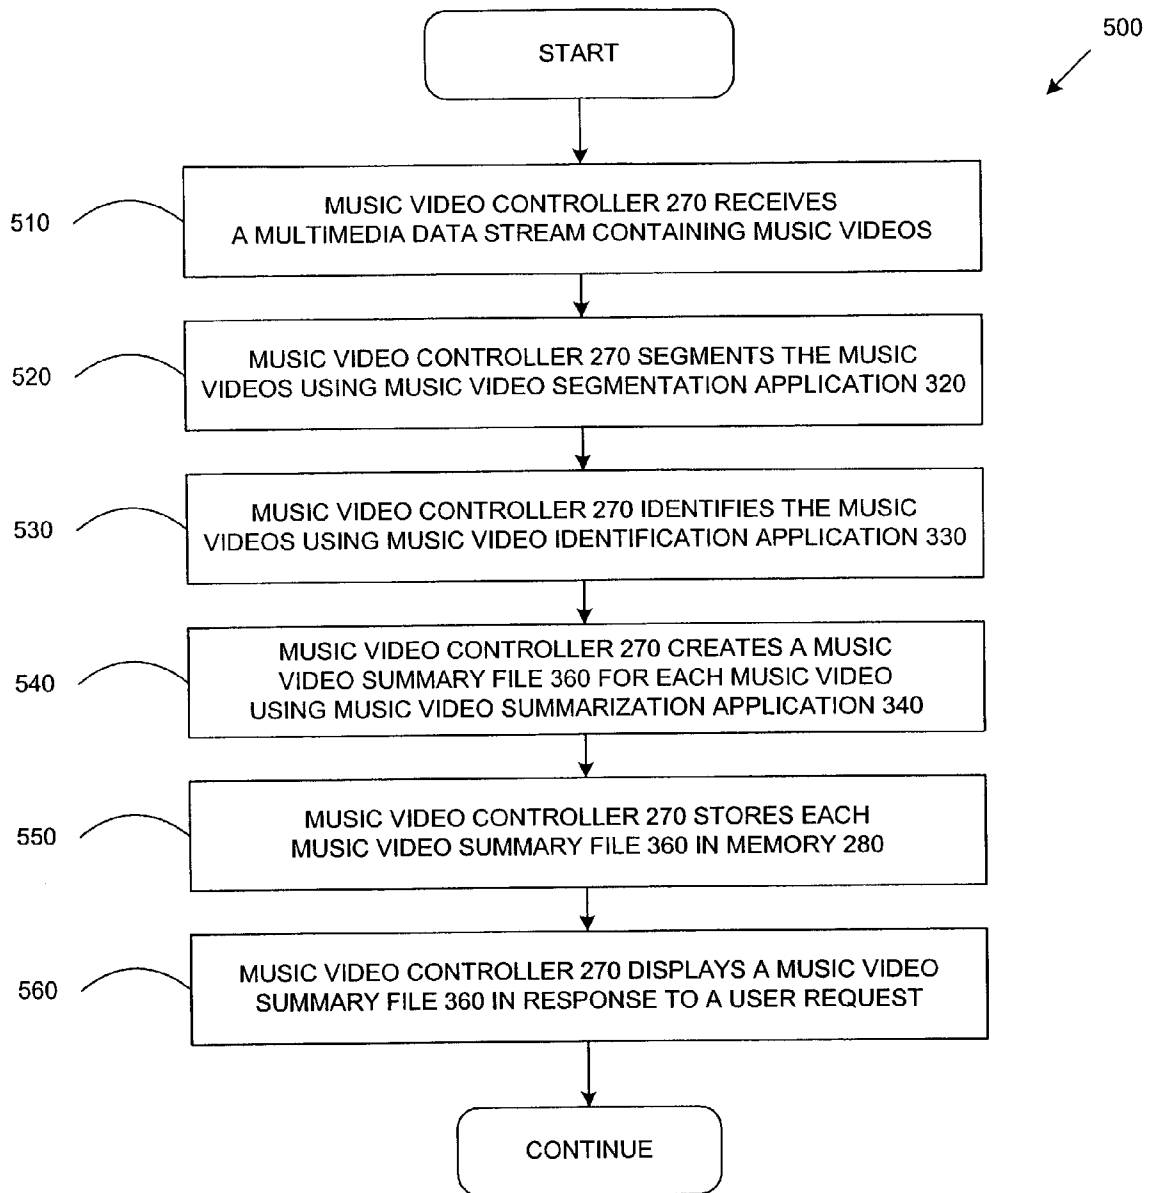 500
START
510
MUSIC VIDEO CONTROLLER 270 RECEIVES
A MULTIMEDIA DATA STREAM CONTAINING MUSIC VIDEOS
520
MUSIC VIDEO CONTROLLER 270 SEGMENTS THE MUSIC
VIDEOS USING MUSIC VIDEO SEGMENTATION APPLICATION 320
530
MUSIC VIDEO CONTROLLER 270 IDENTIFIES THE MUSIC
VIDEOS USING MUSIC VIDEO IDENTIFICATION APPLICATION 330
540
MUSIC VIDEO CONTROLLER 270 CREATES A MUSIC
VIDEO SUMMARY FILE 360 FOR EACH MUSIC VIDEO
USING MUSIC VIDEO SUMMARIZATION APPLICATION 340
550
MUSIC VIDEO CONTROLLER 270 STORES EACH
MUSIC VIDEO SUMMARY FILE 360 IN MEMORY 280
560
MUSIC VIDEO CONTROLLER 270 DISPLAYS A MUSIC VIDEO
SUMMARY FILE 360 IN RESPONSE TO A USER REQUEST
CONTINUE